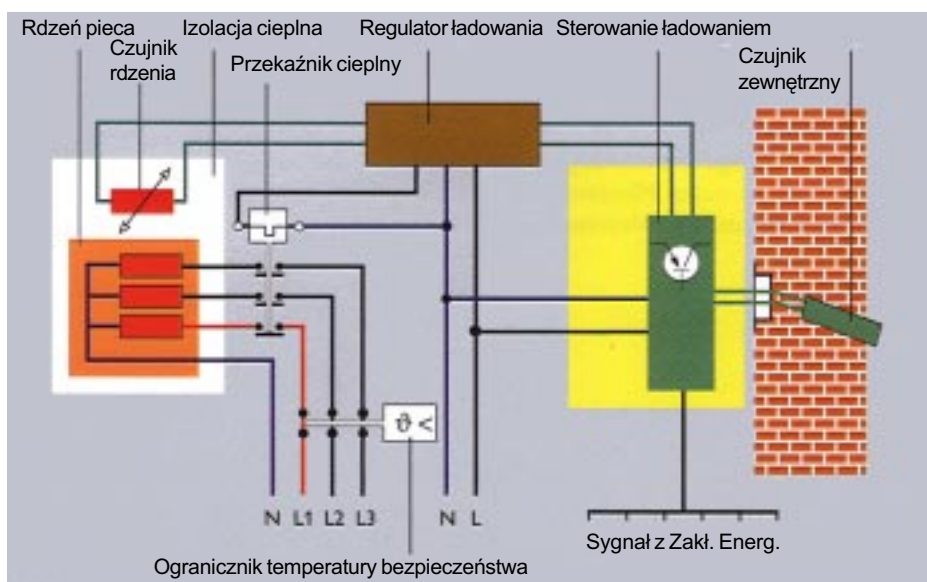 Rdzeń pieca
Izolacja cieplna
Regulator ładowania
Sterowanie ładowaniem
Czujnik
rdzenia
Przekaźnik cieplny
Czujnik
zewnętrzny
ϑ <
N L1 L2 L3
N L
Sygnał z Zakł. Energ.
Ogranicznik temperatury bezpieczeństwa